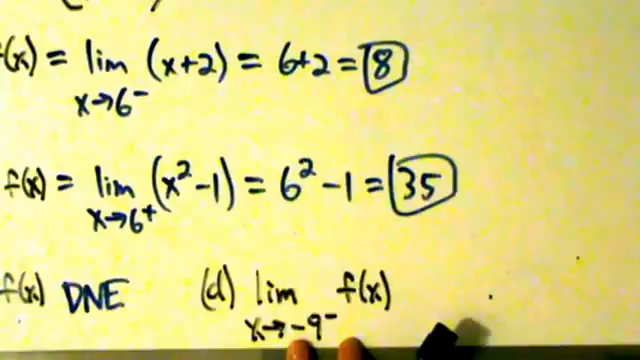 f(x) = lim (x+2) = 6+2 = 8
x→6⁻
f(x) = lim (x²-1) = 6²-1 = 35
x→6⁺
f(x) DNE (d) lim f(x)
x→-9⁻